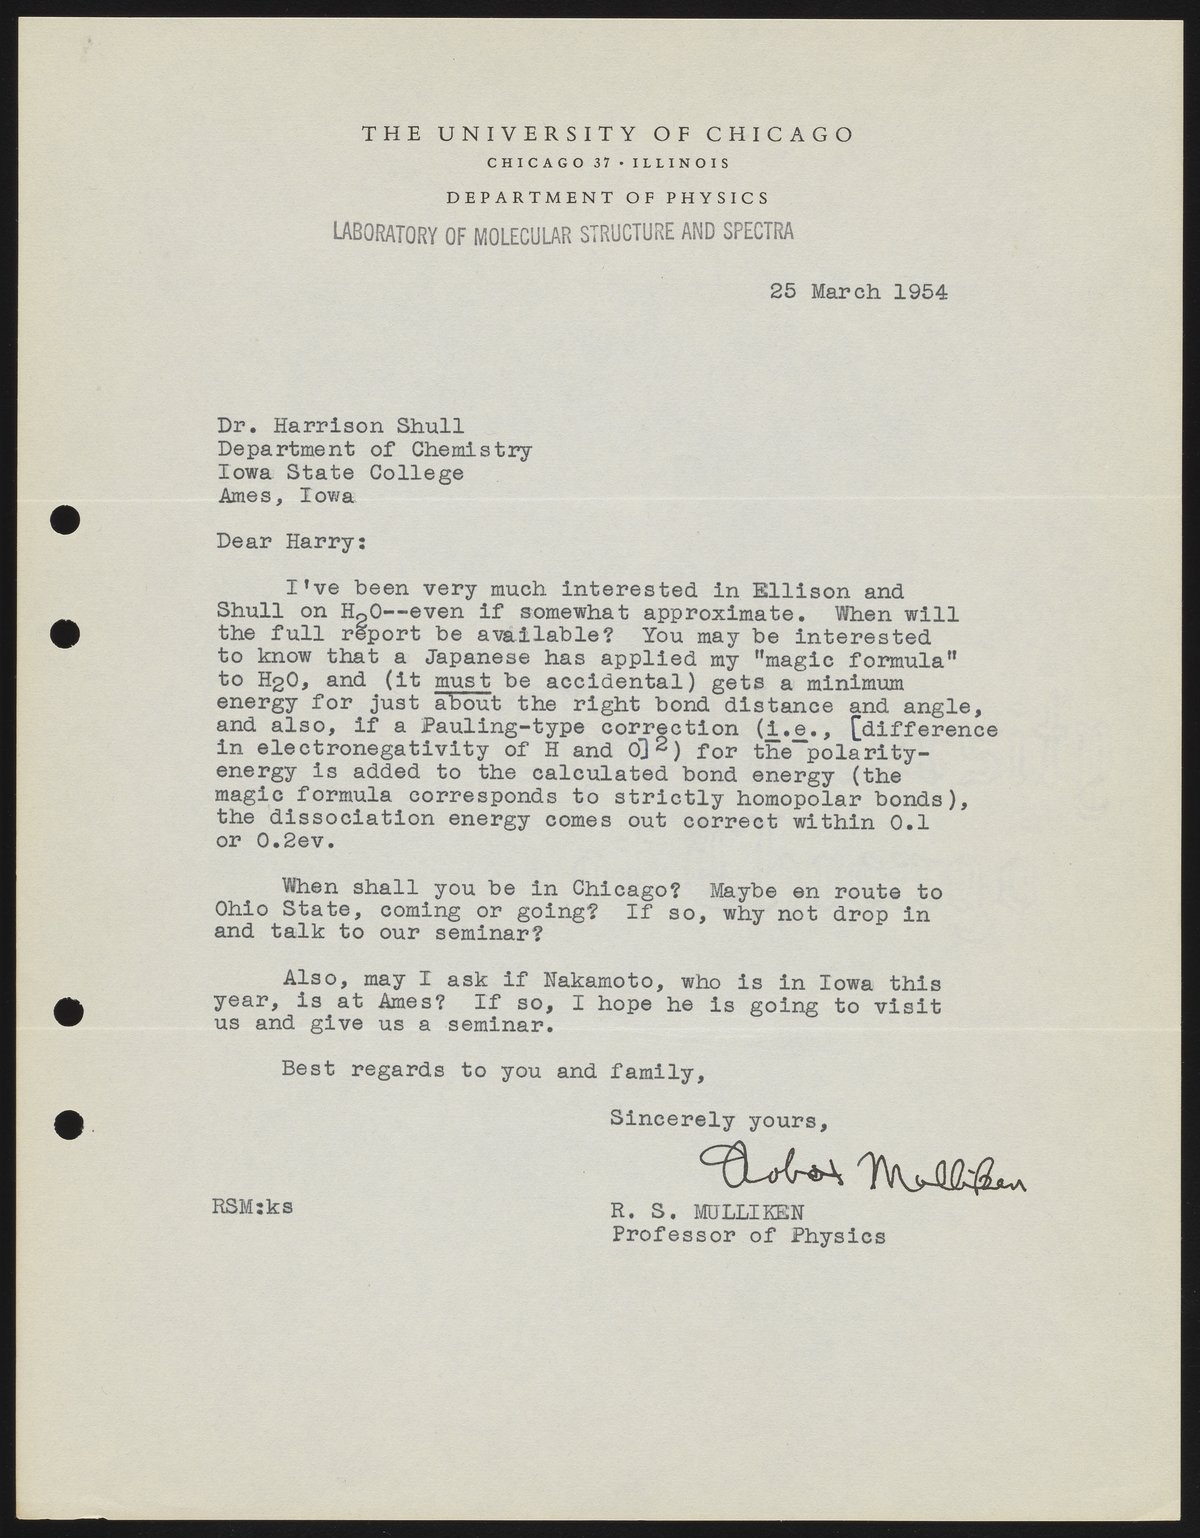 THE UNIVERSITY OF CHICAGO
CHICAGO 37 • ILLINOIS
DEPARTMENT OF PHYSICS
LABORATORY OF MOLECULAR STRUCTURE AND SPECTRA
25 March 1954
Dr. Harrison Shull
Department of Chemistry
Iowa State College
Ames, Iowa
Dear Harry:
I've been very much interested in Ellison and
Shull on H2O--even if somewhat approximate. When will
the full report be available? You may be interested
to know that a Japanese has applied my "magic formula"
to H2O, and (it must be accidental) gets a minimum
energy for just about the right bond distance and angle,
and also, if a Pauling-type correction (i.e., [difference
in electronegativity of H and O]2) for the polarity-
energy is added to the calculated bond energy (the
magic formula corresponds to strictly homopolar bonds),
the dissociation energy comes out correct within 0.1
or 0.2ev.
When shall you be in Chicago? Maybe en route to
Ohio State, coming or going? If so, why not drop in
and talk to our seminar?
Also, may I ask if Nakamoto, who is in Iowa this
year, is at Ames? If so, I hope he is going to visit
us and give us a seminar.
Best regards to you and family,
Sincerely yours,
Robert Mulliken
RSM:ks
R. S. MULLIKEN
Professor of Physics